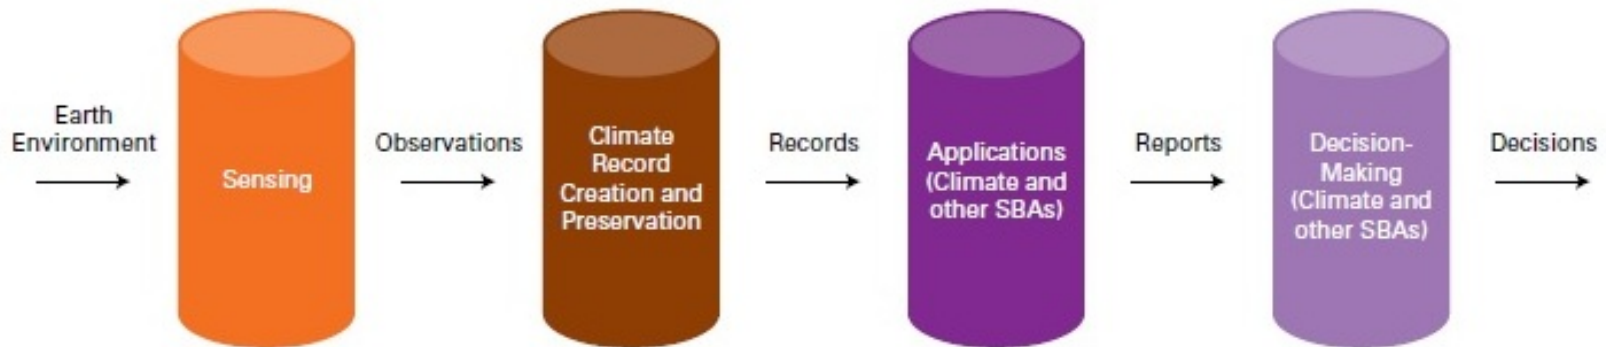 Earth
Environment
Sensing
Observations
Climate
Record
Creation and
Preservation
Records
Applications
(Climate and
other SBAs)
Reports
Decision-
Making
(Climate and
other SBAs)
Decisions